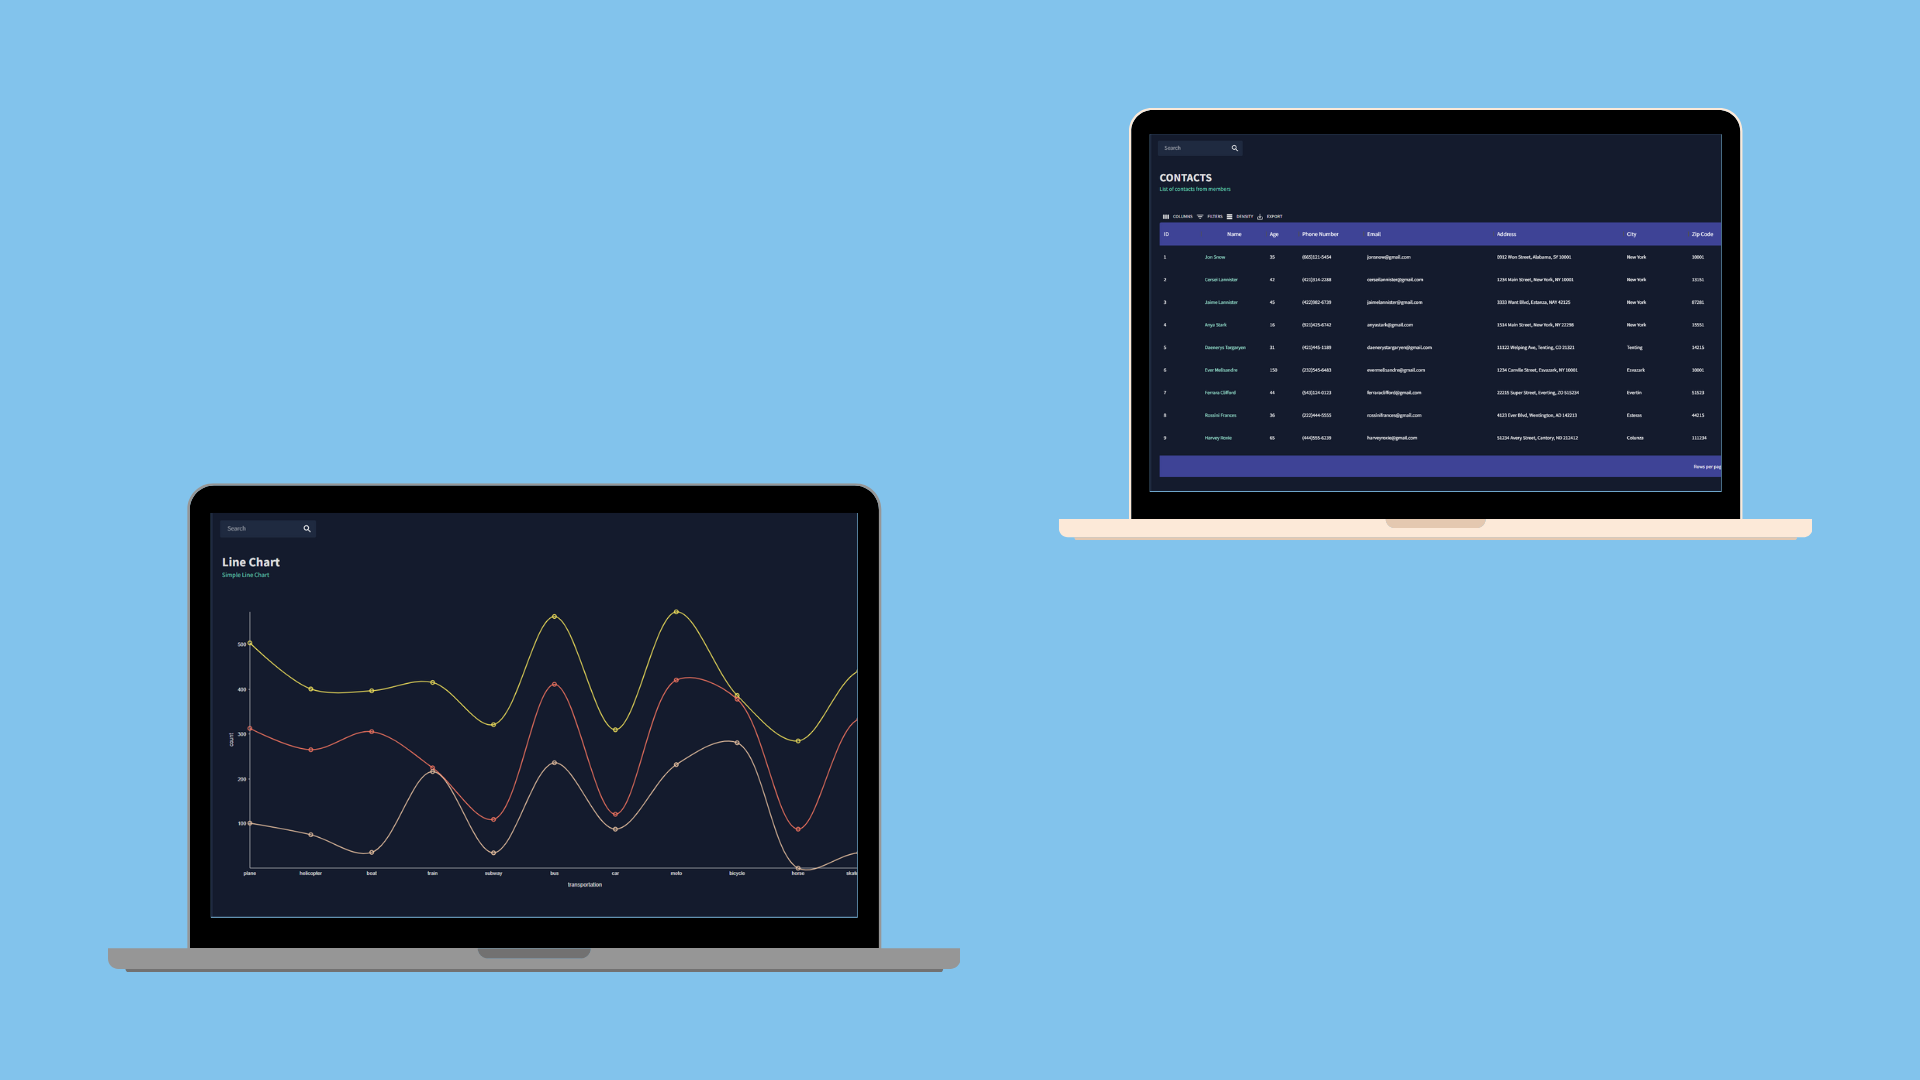 Search
CONTACTS
List of contacts from members
COLUMNS FILTERS DENSITY EXPORT
ID Name Age Phone Number Email Address City Zip Code
1 Jon Snow 35 (665)121-5454 jonsnow@gmail.com 0912 Won Street, Alabama, SY 10001 New York 10001
2 Cersei Lannister 42 (421)314-2288 cerseilannister@gmail.com 1234 Main Street, New York, NY 10001 New York 13151
3 Jaime Lannister 45 (422)982-6739 jaimelannister@gmail.com 3333 Want Blvd, Estanza, NAY 42125 New York 87281
4 Anya Stark 16 (921)425-6742 anyastark@gmail.com 1514 Main Street, New York, NY 22298 New York 15551
5 Daenerys Targaryen 31 (421)445-1189 daenerystargaryen@gmail.com 11122 Welping Ave, Tenting, CD 21321 Tenting 14215
6 Ever Melisandre 150 (232)545-6483 evermelisandre@gmail.com 1234 Canvile Street, Esvazark, NY 10001 Esvazark 10001
7 Ferrara Clifford 44 (543)124-0123 ferraraclifford@gmail.com 22215 Super Street, Everting, ZO 515234 Evertin 51523
8 Rossini Frances 36 (222)444-5555 rossinifrances@gmail.com 4123 Ever Blvd, Wentington, AD 142213 Esteras 44215
9 Harvey Roxie 65 (444)555-6239 harveyroxie@gmail.com 51234 Avery Street, Cantory, ND 212412 Colunza 111234
Rows per pag
Search
Line Chart
Simple Line Chart
500
400
300
200
100
count
plane helicopter boat train subway bus car moto bicycle horse skat
transportation